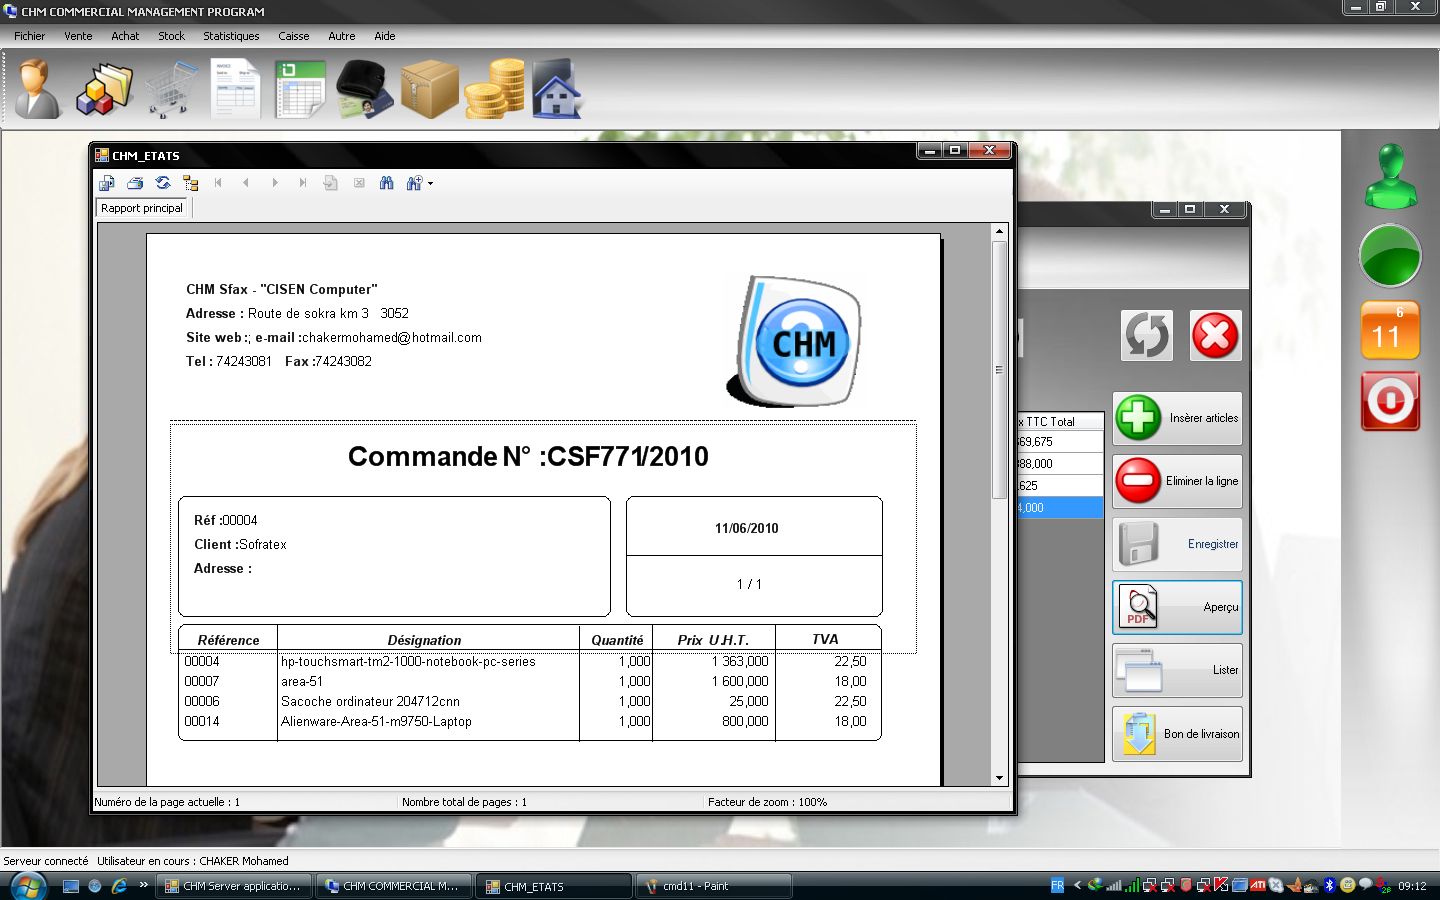 CHM COMMERCIAL MANAGEMENT PROGRAM
Fichier Vente Achat Stock Statistiques Caisse Autre Aide
INVOICE
CHM_ETATS
Rapport principal
CHM Sfax - "CISEN Computer"
Adresse : Route de sokra km 3 3052
Site web :; e-mail :chakermohamed@hotmail.com
Tel : 74243081 Fax :74243082
CHM
Commande N° :CSF771/2010
Réf :00004
Client :Sofratex
Adresse :
11/06/2010
1 / 1
Référence Désignation Quantité Prix U.H.T. TVA
00004 hp-touchsmart-tm2-1000-notebook-pc-series 1,000 1 363,000 22,50
00007 area-51 1,000 1 600,000 18,00
00006 Sacoche ordinateur 204712cnn 1,000 25,000 22,50
00014 Alienware-Area-51-m9750-Laptop 1,000 800,000 18,00
Numéro de la page actuelle : 1 Nombre total de pages : 1 Facteur de zoom : 100%
x TTC Total
69,675
88,000
,625
4,000
Insèrer articles
Eliminer la ligne
Enregistrer
PDF
Aperçu
Lister
Bon de livraison
6
11
Serveur connecté Utilisateur en cours : CHAKER Mohamed
CHM Server applicatio... CHM COMMERCIAL M... CHM_ETATS cmd11 - Paint
FR
ATI
09:12